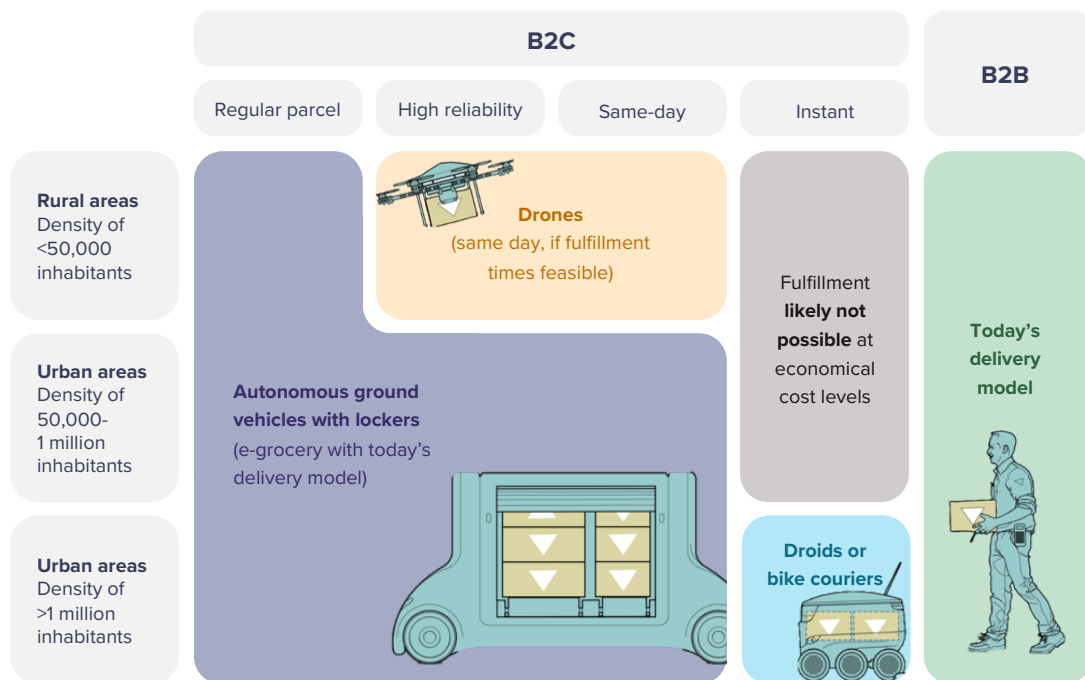 B2C
B2B
Regular parcel
High reliability
Same-day
Instant
Rural areas
Density of
<50,000
inhabitants
Drones
(same day, if fulfillment
times feasible)
Fulfillment
likely not
possible at
economical
cost levels
Today’s
delivery
model
Urban areas
Density of
50,000-
1 million
inhabitants
Autonomous ground
vehicles with lockers
(e-grocery with today’s
delivery model)
Urban areas
Density of
>1 million
inhabitants
Droids or
bike couriers